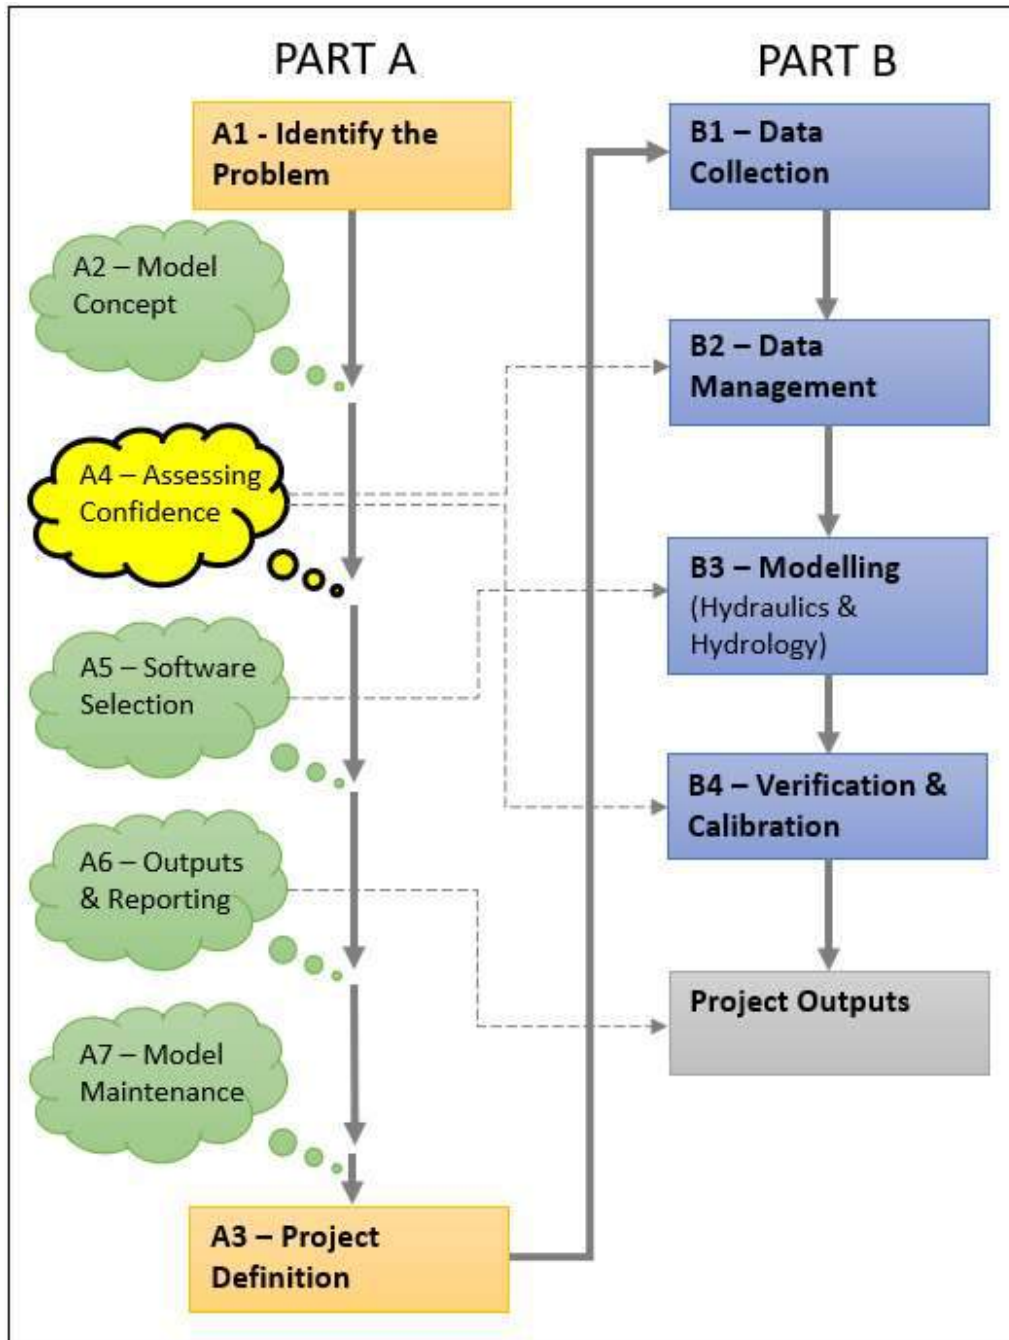 PART A
A1 - Identify the
Problem
A2 – Model
Concept
A4 – Assessing
Confidence
A5 – Software
Selection
A6 – Outputs
& Reporting
A7 – Model
Maintenance
A3 – Project
Definition
PART B
B1 – Data
Collection
B2 – Data
Management
B3 – Modelling
(Hydraulics &
Hydrology)
B4 – Verification &
Calibration
Project Outputs